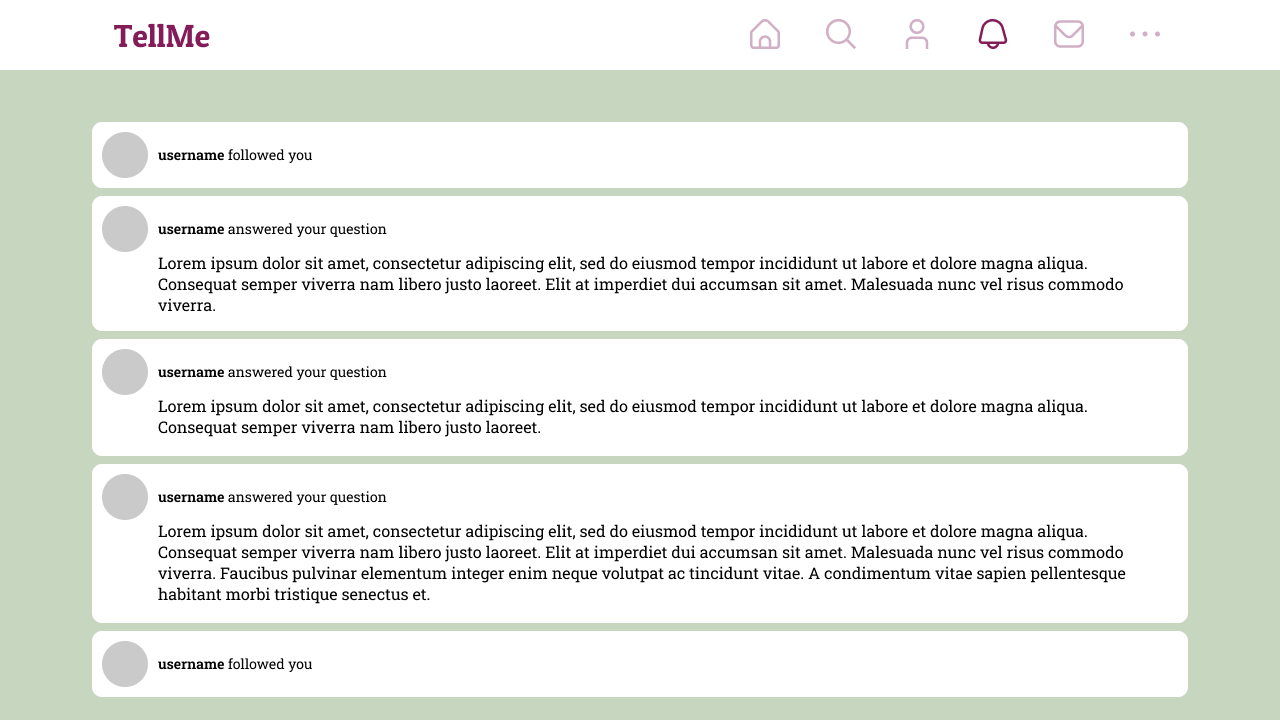 TellMe
username followed you
username answered your question
Lorem ipsum dolor sit amet, consectetur adipiscing elit, sed do eiusmod tempor incididunt ut labore et dolore magna aliqua.
Consequat semper viverra nam libero justo laoreet. Elit at imperdiet dui accumsan sit amet. Malesuada nunc vel risus commodo
viverra.
username answered your question
Lorem ipsum dolor sit amet, consectetur adipiscing elit, sed do eiusmod tempor incididunt ut labore et dolore magna aliqua.
Consequat semper viverra nam libero justo laoreet.
username answered your question
Lorem ipsum dolor sit amet, consectetur adipiscing elit, sed do eiusmod tempor incididunt ut labore et dolore magna aliqua.
Consequat semper viverra nam libero justo laoreet. Elit at imperdiet dui accumsan sit amet. Malesuada nunc vel risus commodo
viverra. Faucibus pulvinar elementum integer enim neque volutpat ac tincidunt vitae. A condimentum vitae sapien pellentesque
habitant morbi tristique senectus et.
username followed you